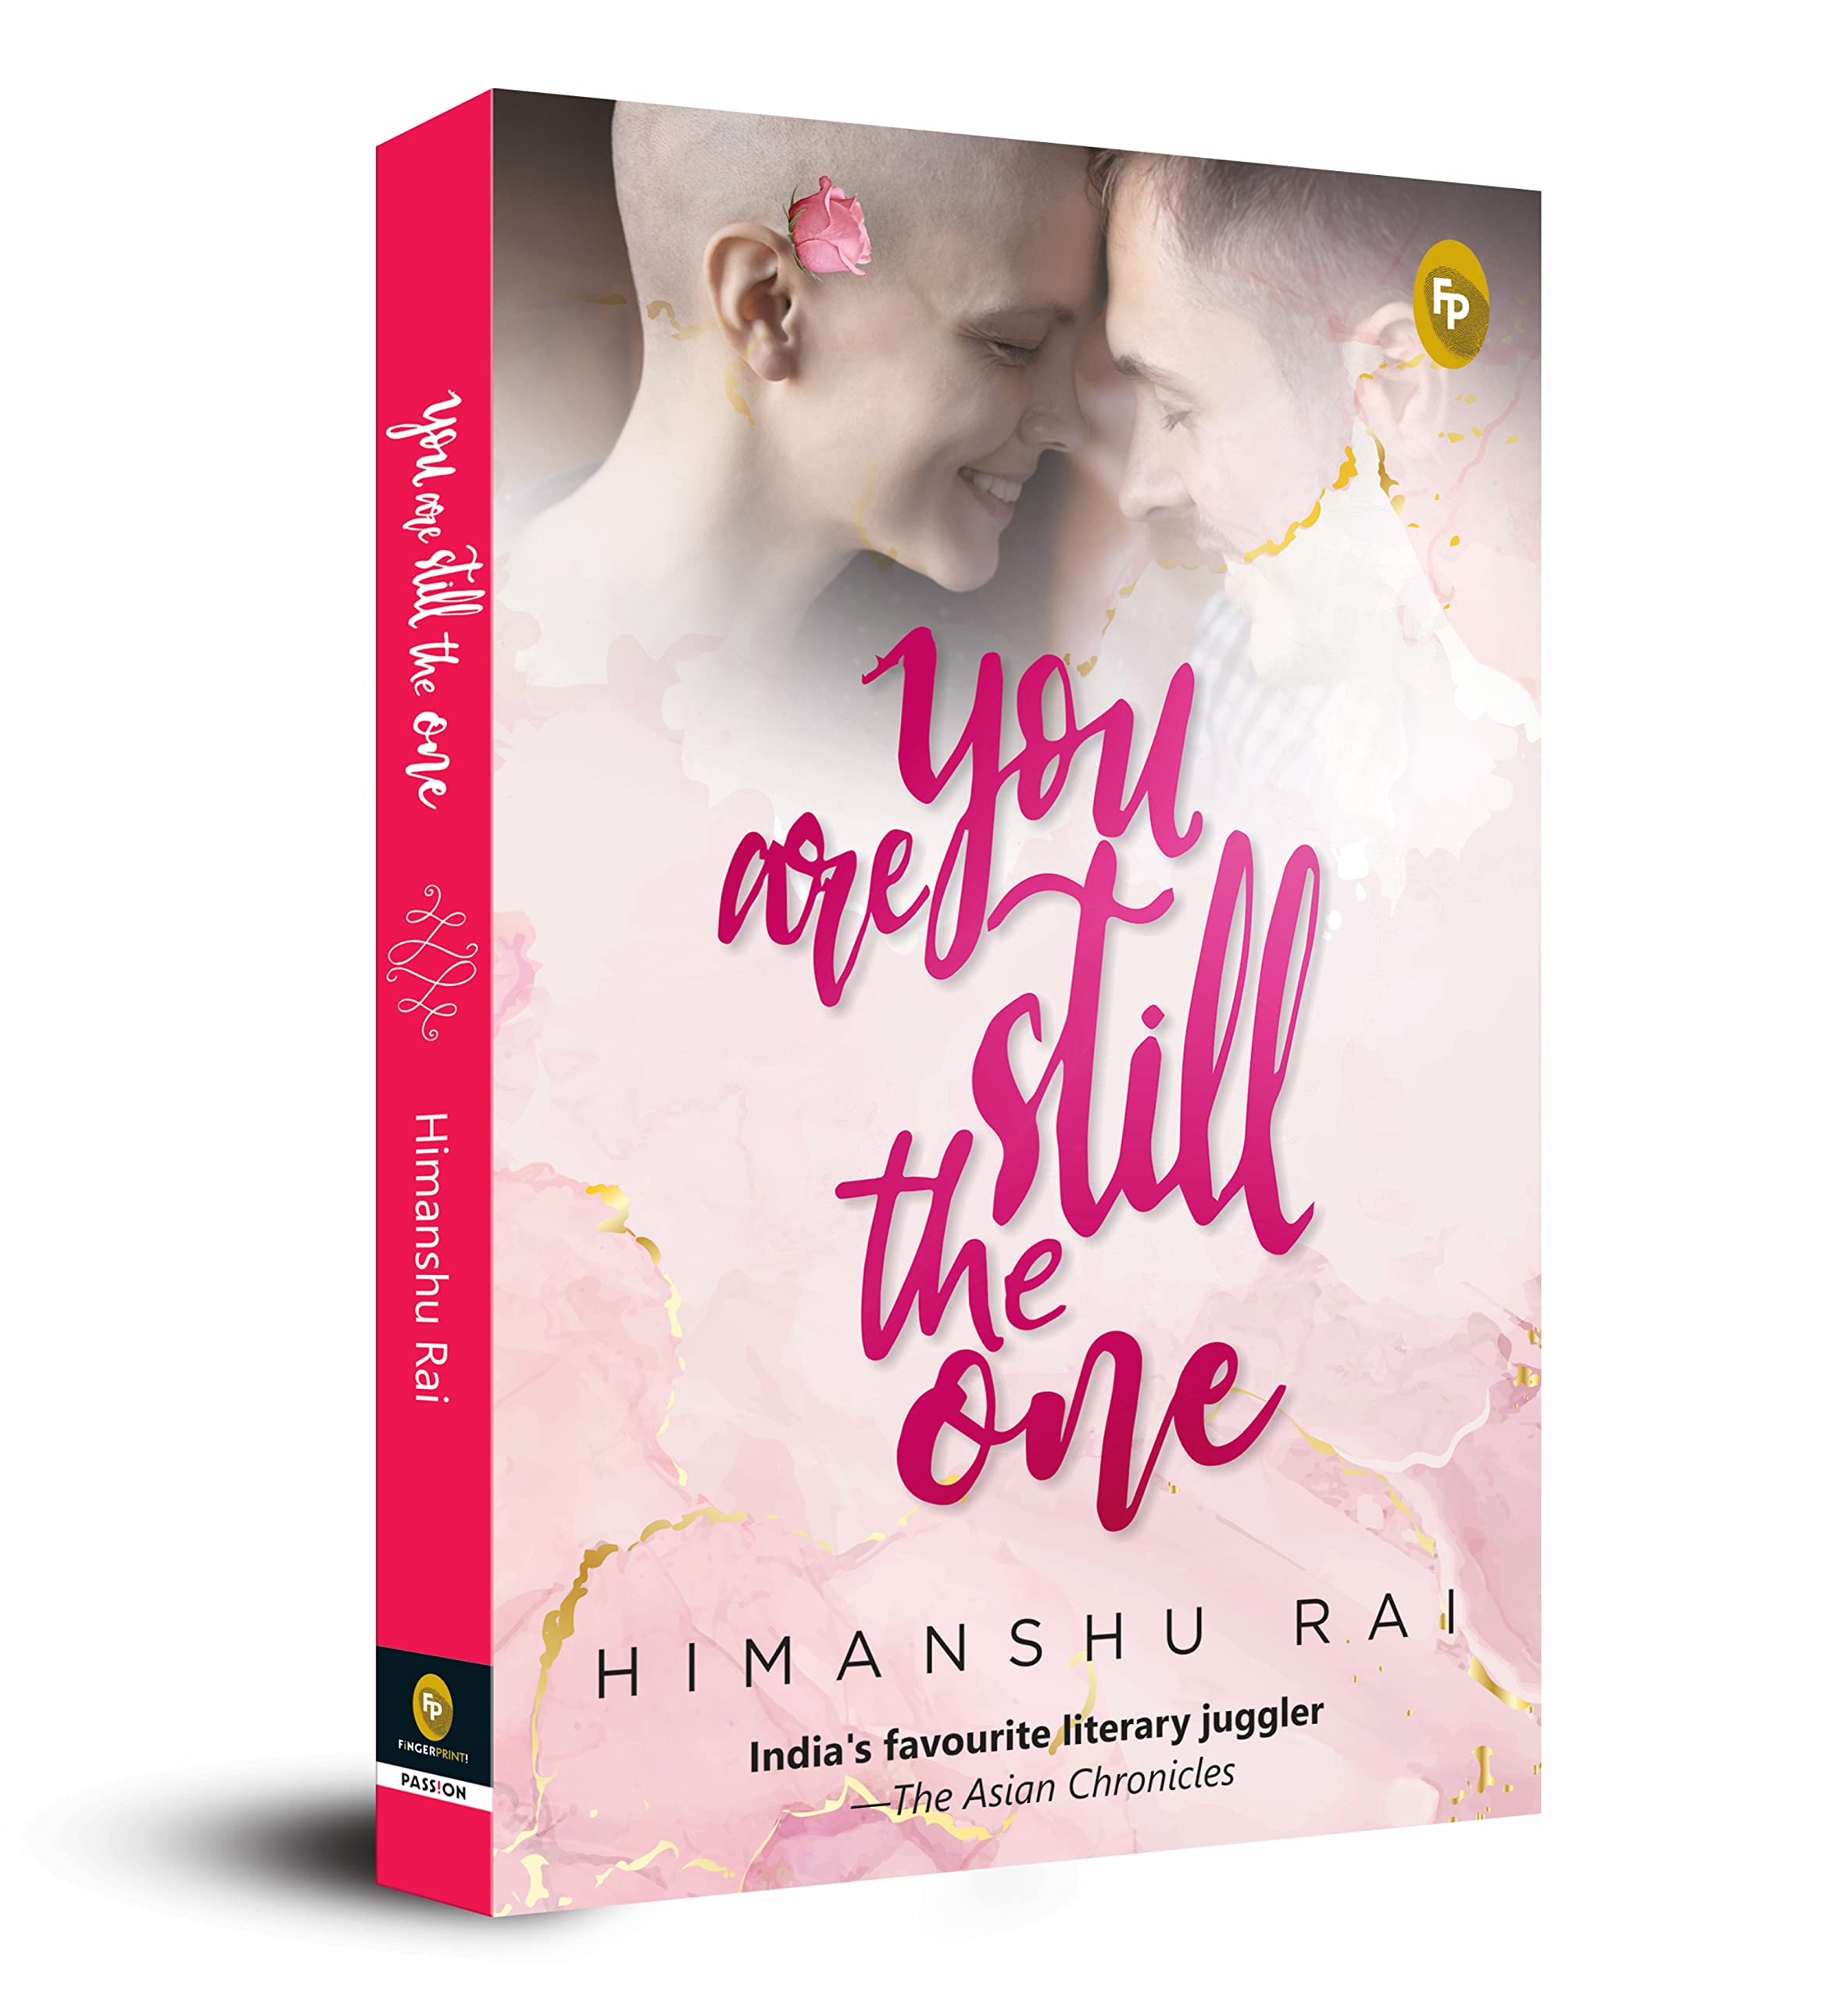 you are still the one
Himanshu Rai
FP
FiNGERPRINT!
PASS!ON
FP
you
are
still
the
one
HIMANSHU RAI
India's favourite literary juggler
—The Asian Chronicles